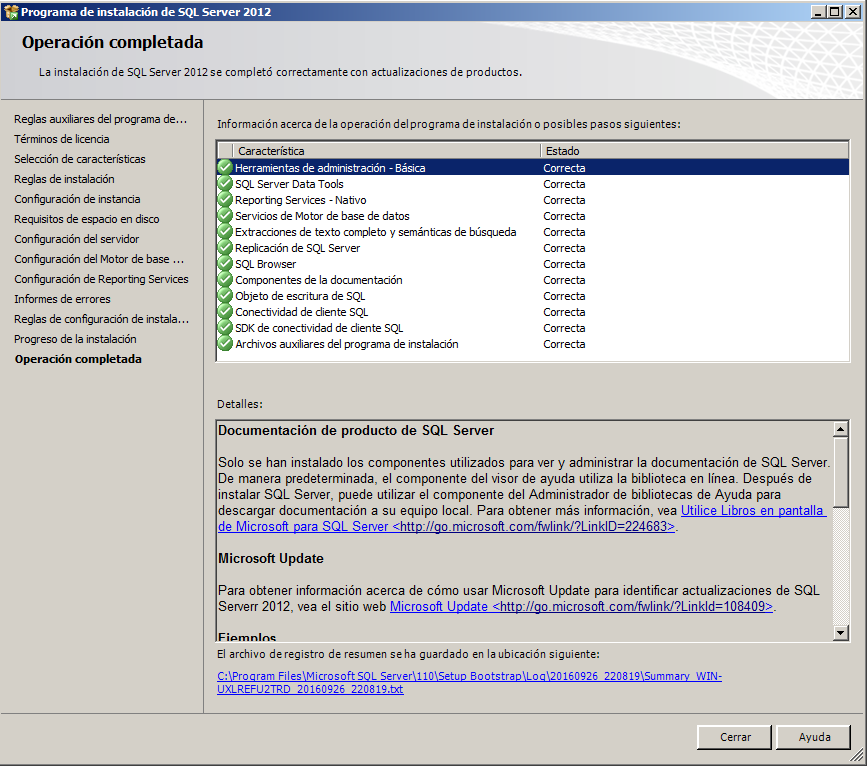 Programa de instalación de SQL Server 2012
Operación completada
La instalación de SQL Server 2012 se completó correctamente con actualizaciones de productos.
Reglas auxiliares del programa de...
Términos de licencia
Selección de características
Reglas de instalación
Configuración de instancia
Requisitos de espacio en disco
Configuración del servidor
Configuración del Motor de base ...
Configuración de Reporting Services
Informes de errores
Reglas de configuración de instala...
Progreso de la instalación
Operación completada
Información acerca de la operación del programa de instalación o posibles pasos siguientes:
Característica Estado
Herramientas de administración - Básica Correcta
SQL Server Data Tools Correcta
Reporting Services - Nativo Correcta
Servicios de Motor de base de datos Correcta
Extracciones de texto completo y semánticas de búsqueda Correcta
Replicación de SQL Server Correcta
SQL Browser Correcta
Componentes de la documentación Correcta
Objeto de escritura de SQL Correcta
Conectividad de cliente SQL Correcta
SDK de conectividad de cliente SQL Correcta
Archivos auxiliares del programa de instalación Correcta
Detalles:
Documentación de producto de SQL Server
Solo se han instalado los componentes utilizados para ver y administrar la documentación de SQL Server.
De manera predeterminada, el componente del visor de ayuda utiliza la biblioteca en línea. Después de
instalar SQL Server, puede utilizar el componente del Administrador de bibliotecas de Ayuda para
descargar documentación a su equipo local. Para obtener más información, vea Utilice Libros en pantalla
de Microsoft para SQL Server <http://go.microsoft.com/fwlink/?LinkID=224683>.
Microsoft Update
Para obtener información acerca de cómo usar Microsoft Update para identificar actualizaciones de SQL
Serverr 2012, vea el sitio web Microsoft Update <http://go.microsoft.com/fwlink/?LinkId=108409>.
Ejemplos
El archivo de registro de resumen se ha guardado en la ubicación siguiente:
C:\Program Files\Microsoft SQL Server\110\Setup Bootstrap\Log\20160926_220819\Summary_WIN-
UXLREFU2TRD_20160926_220819.txt
Cerrar
Ayuda